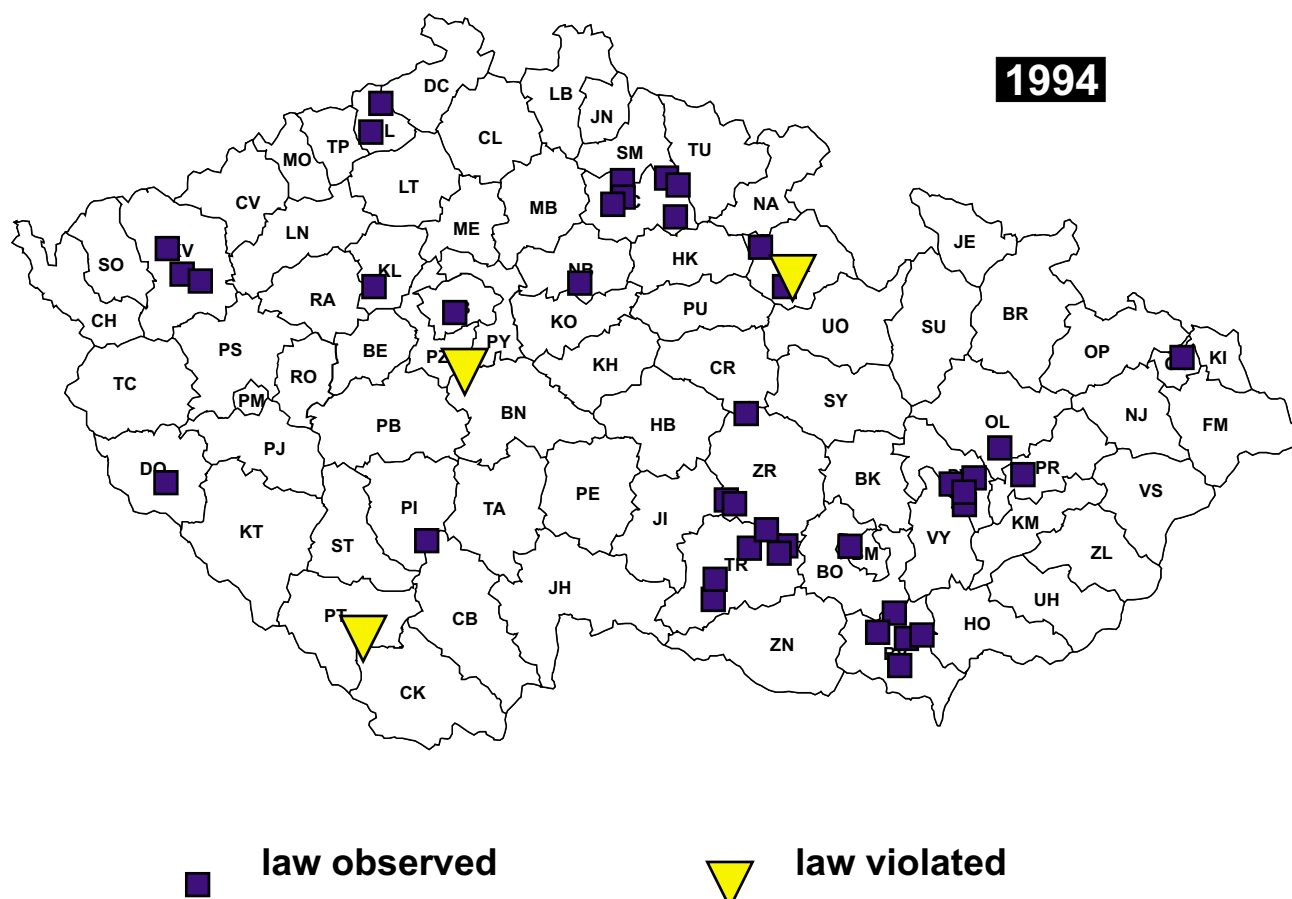 1994
DC
LB
JN
CL
TP
MO
SM
TU
LT
CV
MB
NA
ME
LN
JE
SO
KL
HK
RA
CH
KO
PU
UO
SU
BR
PY
PS
BE
PZ
OP
KI
TC
RO
KH
CR
PM
SY
BN
NJ
FM
PB
HB
OL
PJ
DO
ZR
PR
BK
VS
PE
PI
TA
JI
KM
KT
ST
VY
ZL
TR
BO
JH
UH
PT
CB
HO
ZN
CK
law observed
law violated